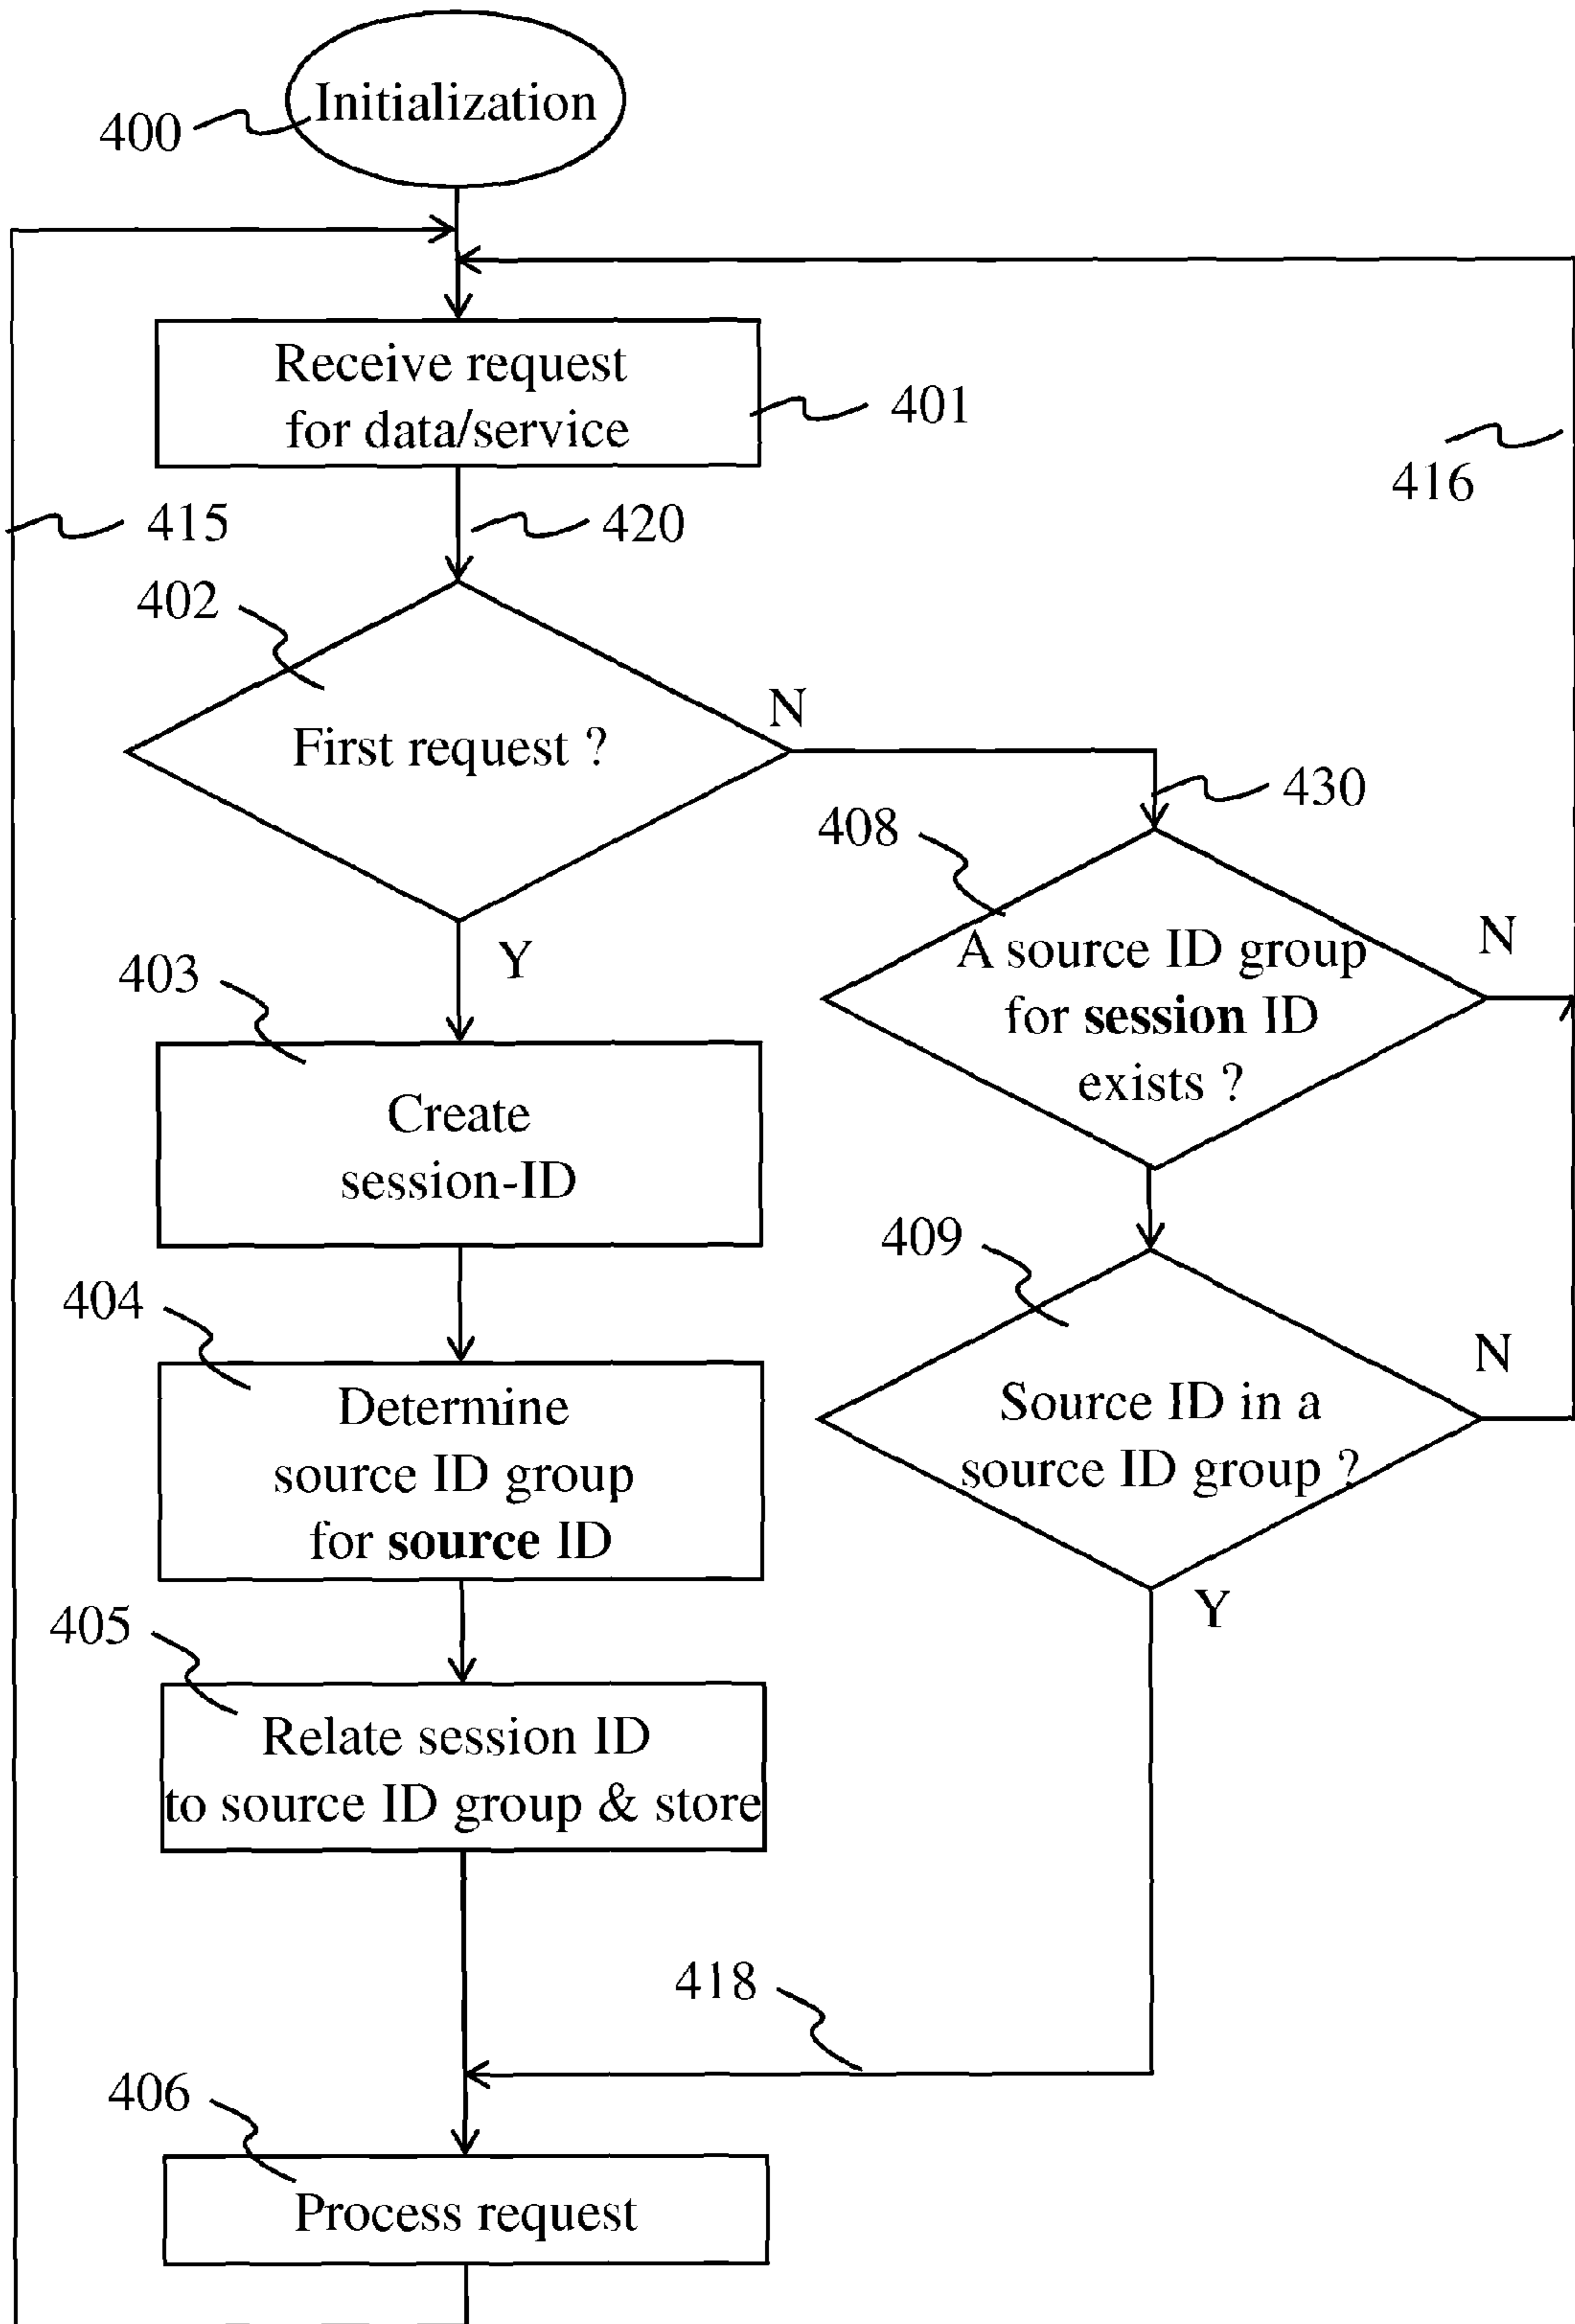 Initialization
400
Receive request
for data/service
401
416
415
420
402
First request ?
N
430
408
A source ID group
for session ID
exists ?
N
Y
403
Create
session-ID
409
404
Determine
source ID group
for source ID
Source ID in a
source ID group ?
N
Y
405
Relate session ID
to source ID group & store
418
406
Process request